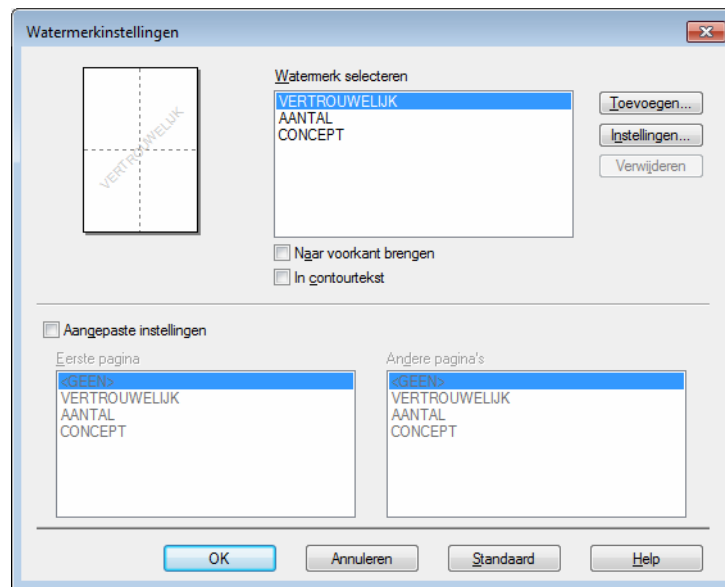 Watermerkinstellingen
VERTROUWELIJK
Watermerk selecteren
VERTROUWELIJK
AANTAL
CONCEPT
Toevoegen...
Instellingen...
Verwijderen
Naar voorkant brengen
In contourtekst
Aangepaste instellingen
Eerste pagina
<GEEN>
VERTROUWELIJK
AANTAL
CONCEPT
Andere pagina's
<GEEN>
VERTROUWELIJK
AANTAL
CONCEPT
OK
Annuleren
Standaard
Help